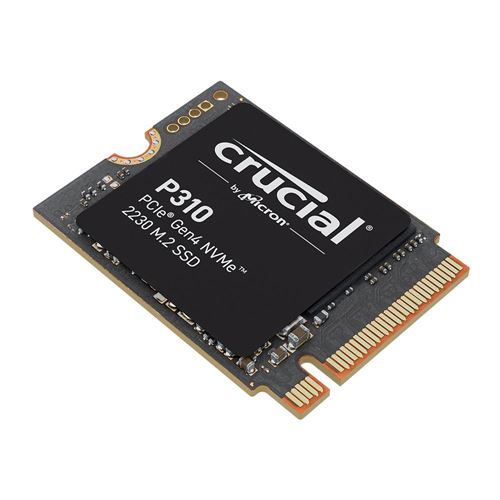 crucial®
by Micron®
P310
PCIe® Gen4 NVMe™
2230 M.2 SSD